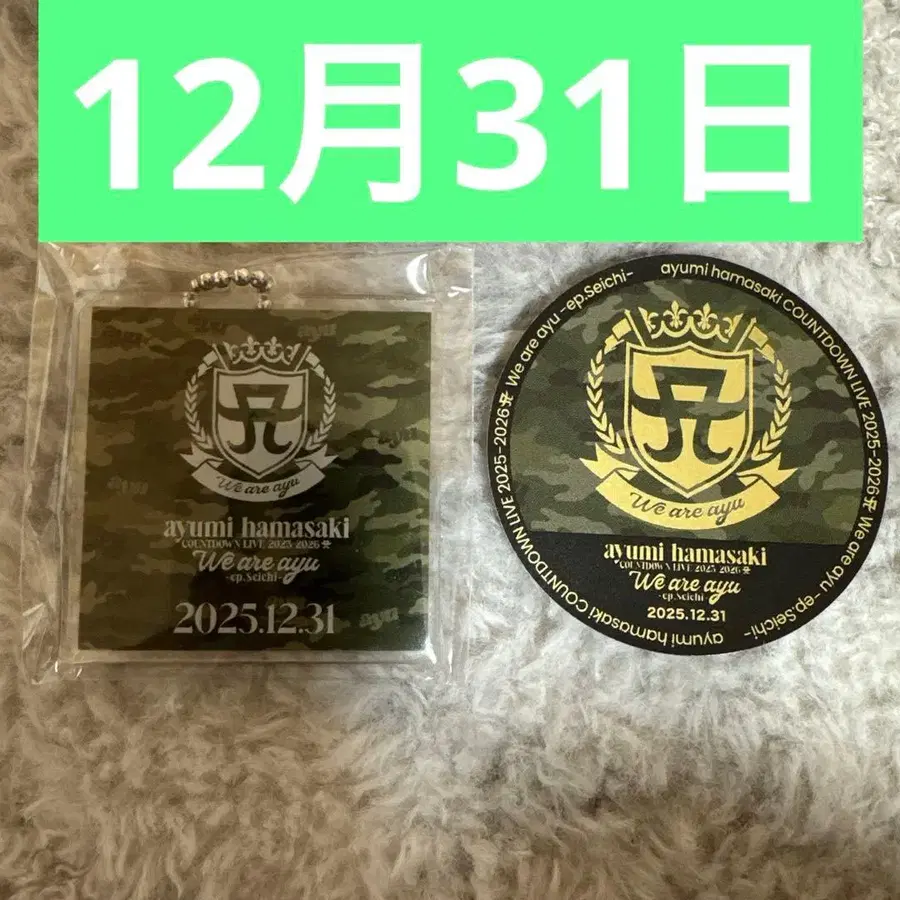 12月31日
We are ayu
ayumi hamasaki
COUNTDOWN LIVE 2025-2026
We are ayu
-ep.Seichi-
2025.12.31
ayumi hamasaki COUNTDOWN LIVE 2025-2026 We are ayu -ep.Seichi-
ayumi hamasaki COUNTDOWN LIVE 2025-2026 We are ayu -ep.Seichi-
We are ayu
ayumi hamasaki
COUNTDOWN LIVE 2025-2026
We are ayu
-ep.Seichi-
2025.12.31